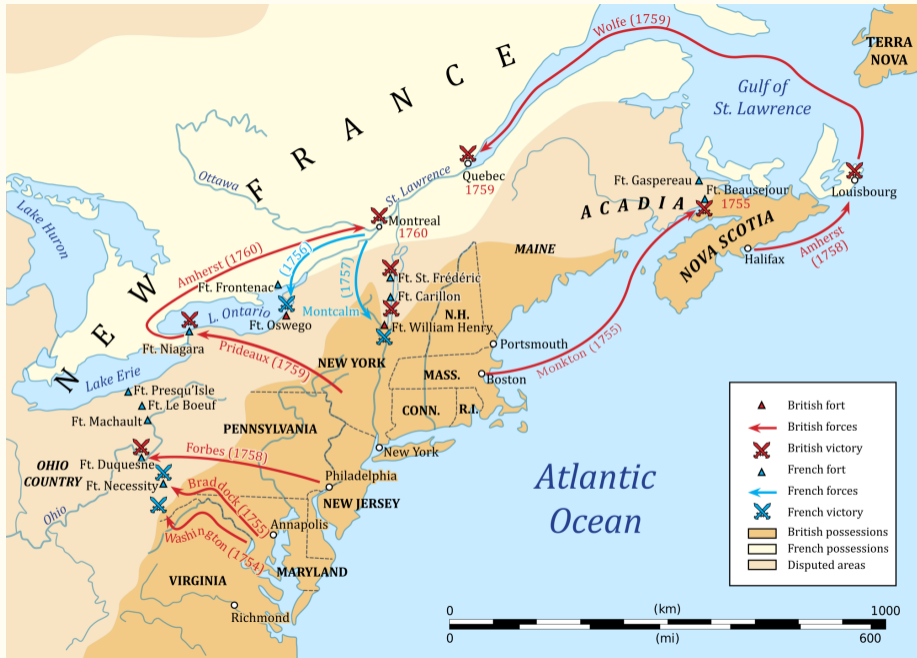 Wolfe (1759)
TERRA
NOVA
NEW FRANCE
Gulf of
St. Lawrence
Quebec
1759
Ottawa
St. Lawrence
Ft. Gaspereau
Ft. Beausejour
1755
Louisbourg
ACADIA
Lake Huron
Montreal
1760
NOVA SCOTIA
Halifax
Amherst
(1758)
MAINE
Amherst (1760)
(1756)
(1757)
Ft. St. Frédéric
Ft. Frontenac
Ft. Carillon
L. Ontario
Montcalm
N.H.
Ft. Oswego
Ft. William Henry
Ft. Niagara
Prideaux (1759)
Portsmouth
Monkton (1755)
NEW YORK
Lake Erie
MASS.
Boston
Ft. Presqu'Isle
Ft. Le Boeuf
Ft. Machault
CONN.
R.I.
PENNSYLVANIA
New York
Forbes (1758)
OHIO
COUNTRY
Ft. Duquesne
Ft. Necessity
Philadelphia
Braddock (1755)
NEW JERSEY
Ohio
Washington (1754)
Annapolis
Atlantic
Ocean
VIRGINIA
MARYLAND
Richmond
British fort
British forces
British victory
French fort
French forces
French victory
British possessions
French possessions
Disputed areas
0 (km) 1000
0 (mi) 600